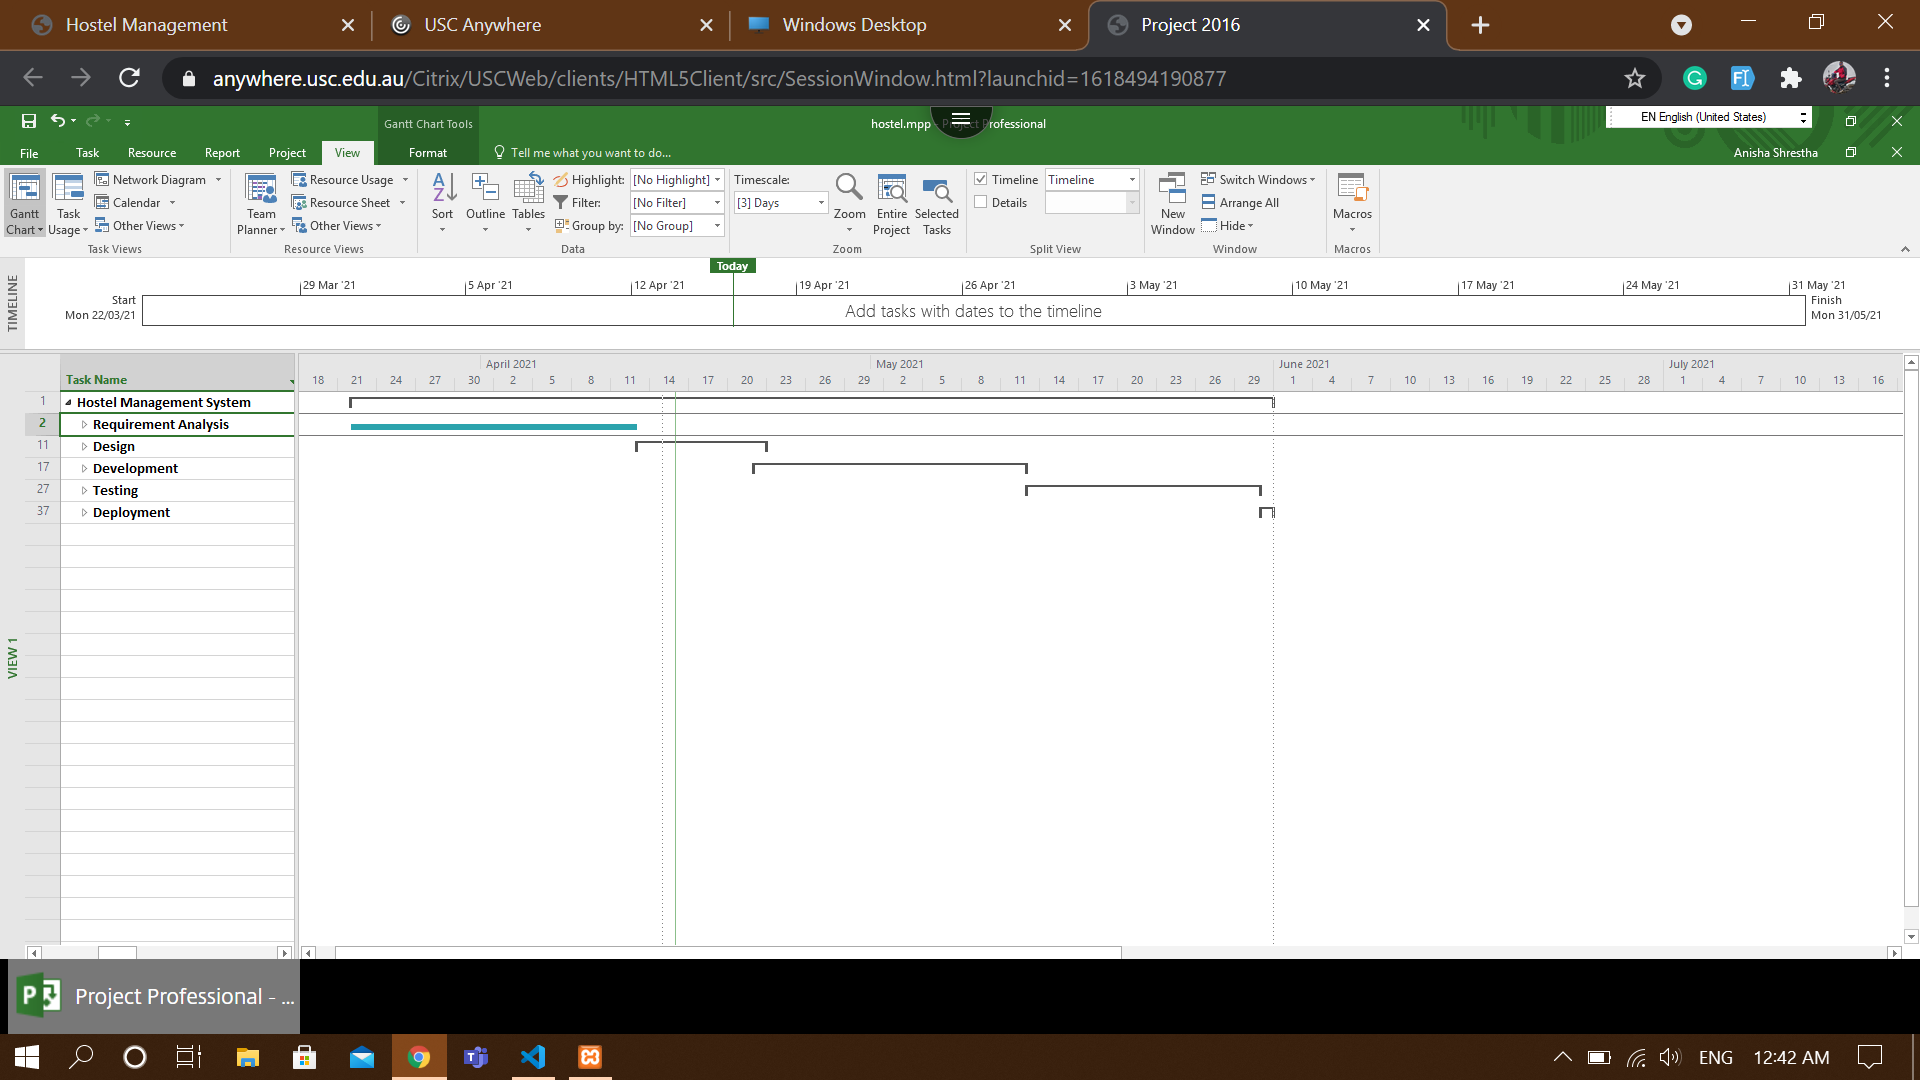 Hostel Management
USC Anywhere
Windows Desktop
Project 2016
anywhere.usc.edu.au/Citrix/USCWeb/clients/HTML5Client/src/SessionWindow.html?launchid=1618494190877
Gantt Chart Tools
hostel.mpp - Project Professional
EN English (United States)
File Task Resource Report Project View Format Tell me what you want to do... Anisha Shrestha
Gantt Chart
Task Usage
Network Diagram
Calendar
Other Views
Task Views
Team Planner
Resource Usage
Resource Sheet
Other Views
Resource Views
Sort
Outline
Tables
Highlight: [No Highlight]
Filter: [No Filter]
Group by: [No Group]
Data
Timescale:
[3] Days
Zoom
Entire Project
Selected Tasks
Zoom
Timeline Timeline
Details
Split View
New Window
Switch Windows
Arrange All
Hide
Window
Macros
Macros
TIMELINE
Today
29 Mar '21 5 Apr '21 12 Apr '21 19 Apr '21 26 Apr '21 3 May '21 10 May '21 17 May '21 24 May '21 31 May '21
Start
Mon 22/03/21
Add tasks with dates to the timeline
Finish
Mon 31/05/21
Task Name
April 2021 May 2021 June 2021 July 2021
18 21 24 27 30 2 5 8 11 14 17 20 23 26 29 2 5 8 11 14 17 20 23 26 29 1 4 7 10 13 16 19 22 25 28 1 4 7 10 13 16
1 Hostel Management System
2 Requirement Analysis
11 Design
17 Development
27 Testing
37 Deployment
VIEW 1
Project Professional - ...
ENG 12:42 AM